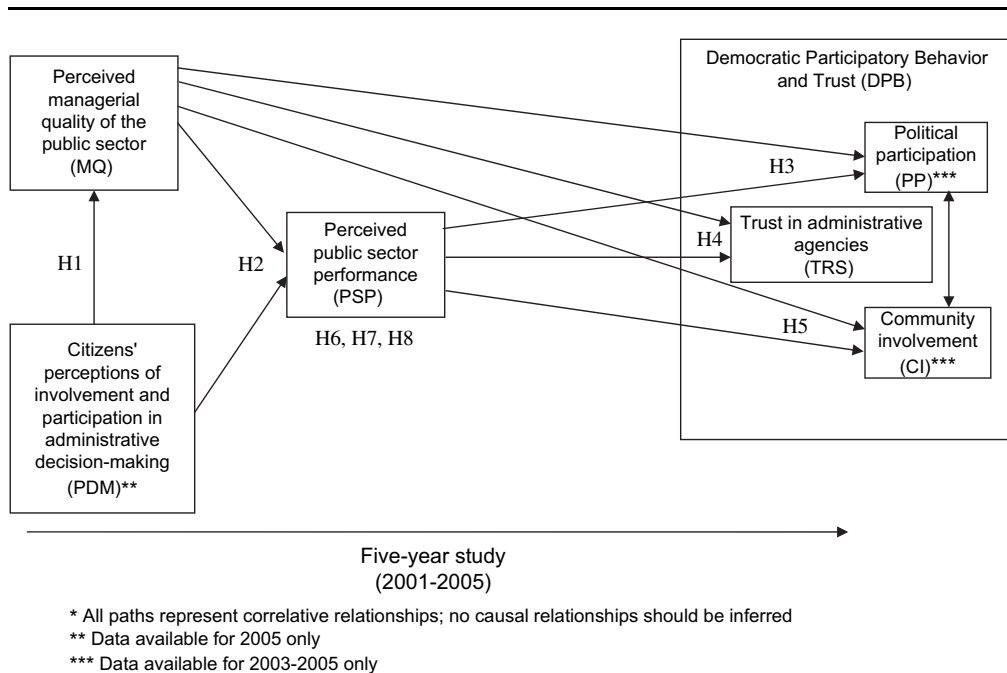 Perceived
managerial
quality of the
public sector
(MQ)
H1
Citizens'
perceptions of
involvement and
participation in
administrative
decision-making
(PDM)**
H2
Perceived
public sector
performance
(PSP)
H6, H7, H8
Democratic Participatory Behavior
and Trust (DPB)
H3
Political
participation
(PP)***
H4
Trust in administrative
agencies
(TRS)
H5
Community
involvement
(CI)***
Five-year study
(2001-2005)
* All paths represent correlative relationships; no causal relationships should be inferred
** Data available for 2005 only
*** Data available for 2003-2005 only